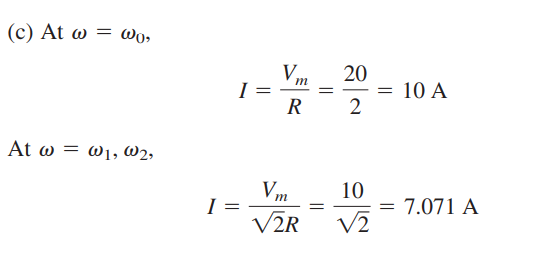 (c) At ω = ω₀,
I = Vₘ/R = 20/2 = 10 A
At ω = ω₁, ω₂,
I = Vₘ/√2R = 10/√2 = 7.071 A